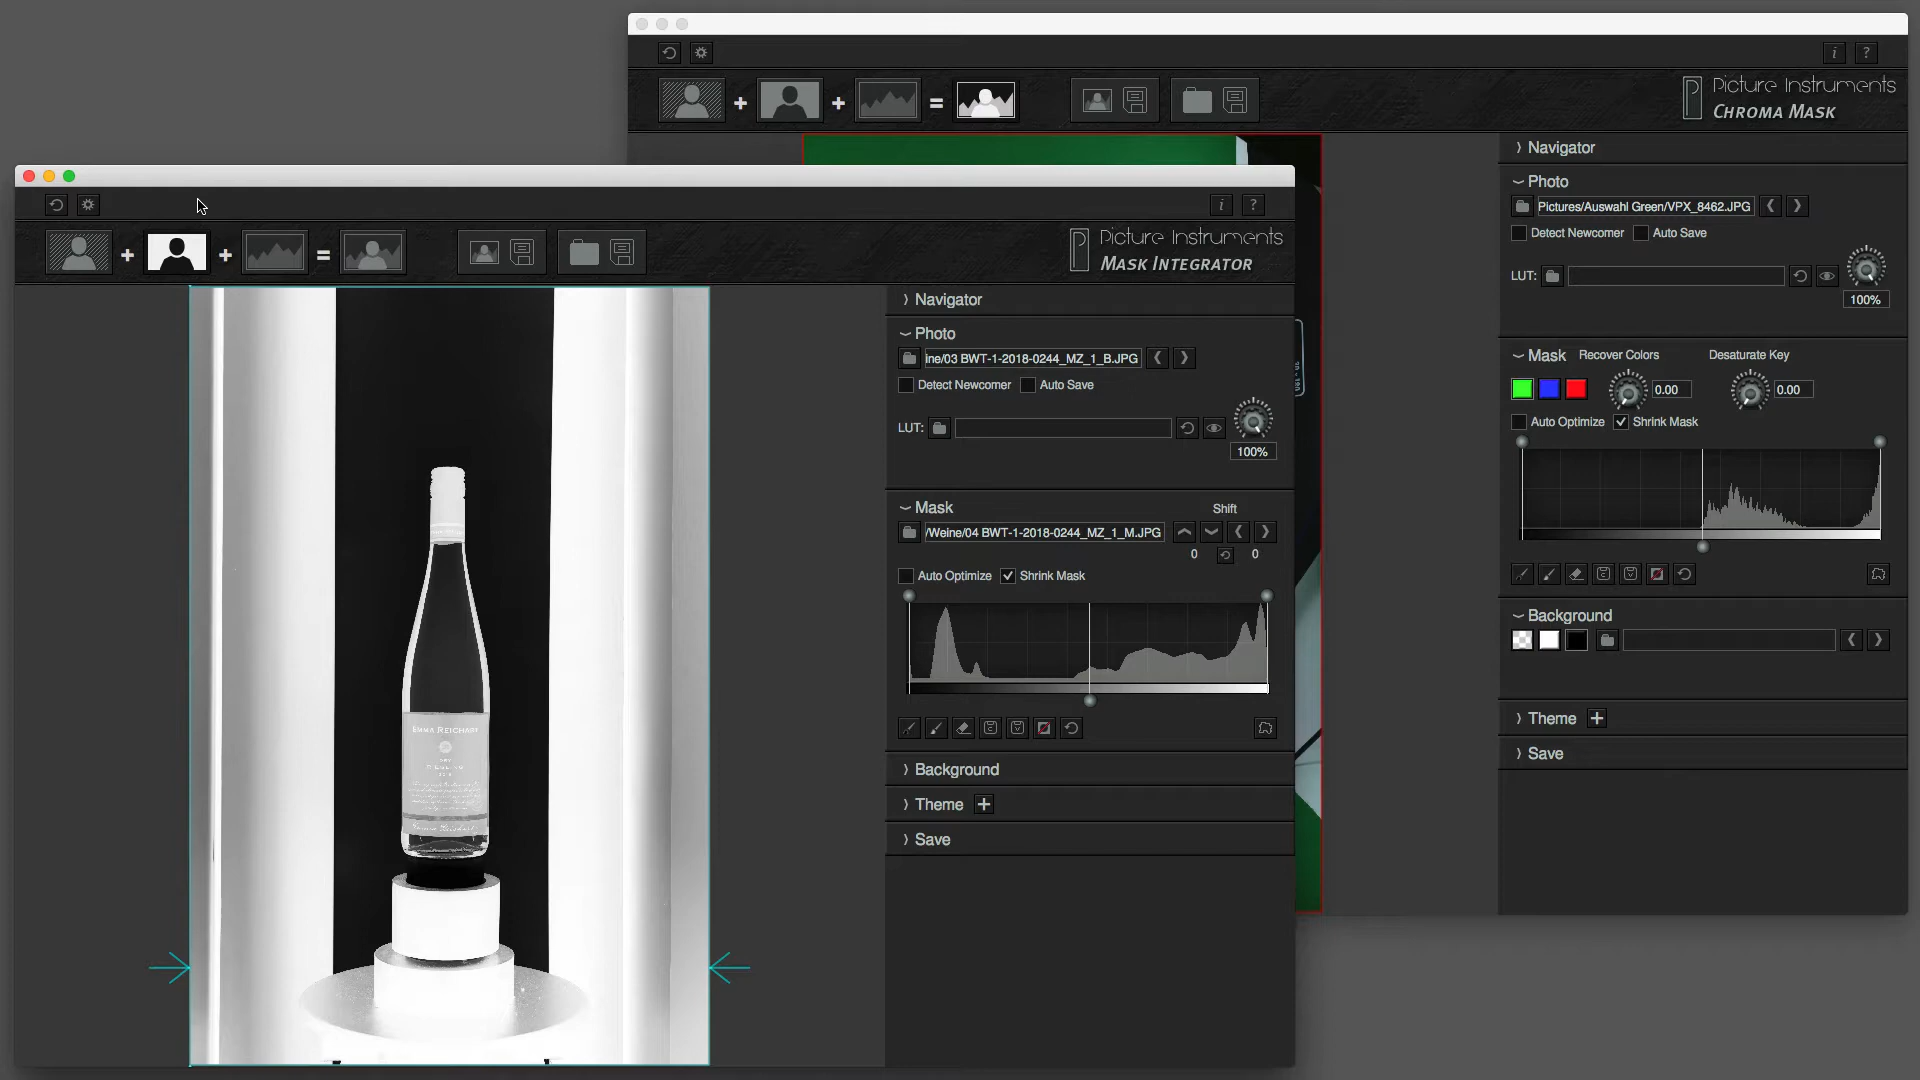 i ?
Picture Instruments
CHROMA MASK
Navigator
Photo
Pictures/Auswahl Green/VPX_8462.JPG
Detect Newcomer Auto Save
LUT:
100%
Mask Recover Colors Desaturate Key
0.00 0.00
Auto Optimize Shrink Mask
Background
Theme +
Save
i ?
Picture Instruments
MASK INTEGRATOR
Navigator
Photo
ine/03 BWT-1-2018-0244_MZ_1_B.JPG
Detect Newcomer Auto Save
LUT:
100%
Mask Shift
/Weine/04 BWT-1-2018-0244_MZ_1_M.JPG
0 0
Auto Optimize Shrink Mask
Background
Theme +
Save
EMMA REICHART